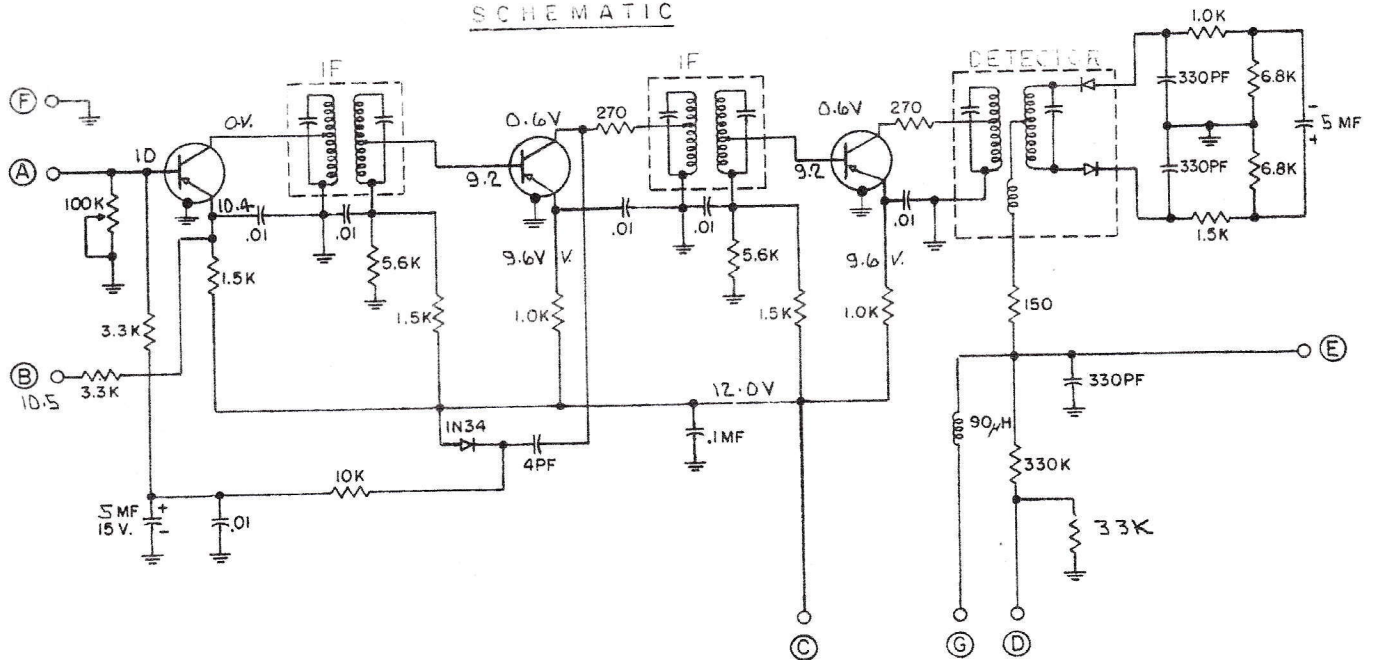 SCHEMATIC
IF
IF
DETECTOR
1.0K
330PF
6.8K
5 MF
-
+
330PF
6.8K
1.5K
F
A
10
0V.
0.6V
270
0.6V
270
9.2
9.2
100K
10.4
.01
.01
.01
.01
.01
1.5K
5.6K
9.6V V.
5.6K
9.6 V.
3.3K
1.5K
1.0K
1.5K
1.0K
150
B
10.5
3.3K
12.0V
E
330PF
1N34
4PF
.1MF
90μH
330K
10K
5 MF
15 V.
+
-
.01
33K
C
G
D